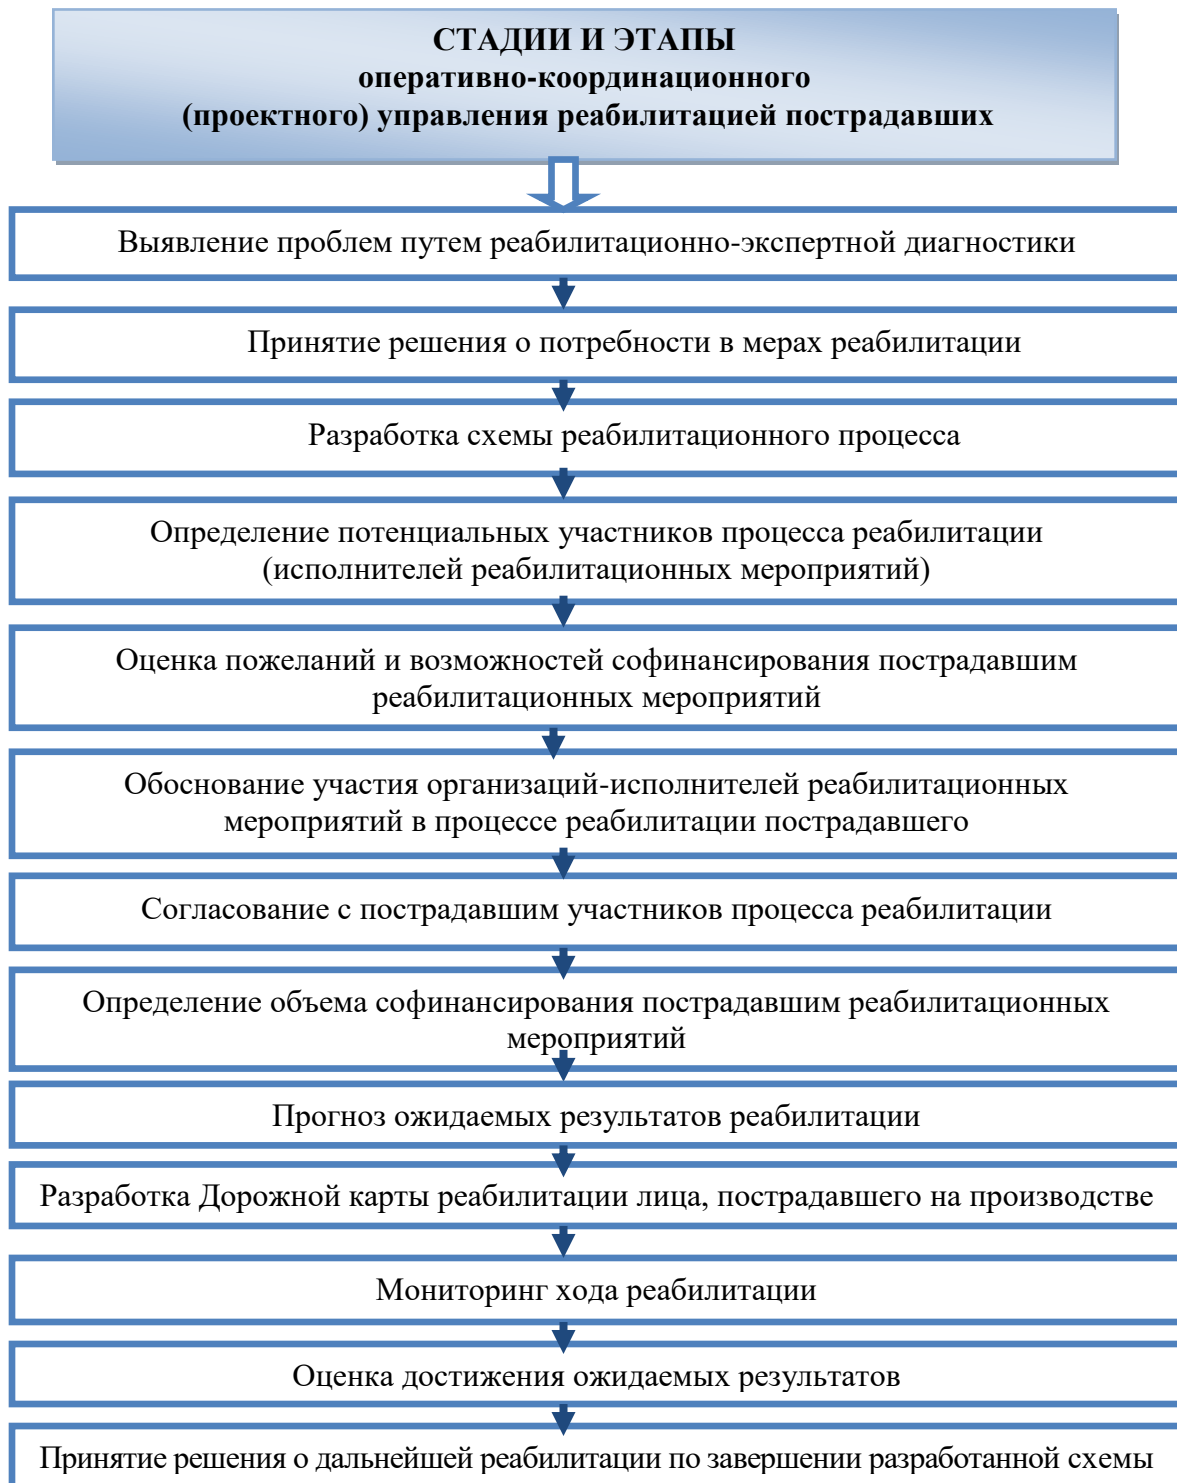 СТАДИИ И ЭТАПЫ
оперативно-координационного
(проектного) управления реабилитацией пострадавших
Выявление проблем путем реабилитационно-экспертной диагностики
Принятие решения о потребности в мерах реабилитации
Разработка схемы реабилитационного процесса
Определение потенциальных участников процесса реабилитации
(исполнителей реабилитационных мероприятий)
Оценка пожеланий и возможностей софинансирования пострадавшим
реабилитационных мероприятий
Обоснование участия организаций-исполнителей реабилитационных
мероприятий в процессе реабилитации пострадавшего
Согласование с пострадавшим участников процесса реабилитации
Определение объема софинансирования пострадавшим реабилитационных
мероприятий
Прогноз ожидаемых результатов реабилитации
Разработка Дорожной карты реабилитации лица, пострадавшего на производстве
Мониторинг хода реабилитации
Оценка достижения ожидаемых результатов
Принятие решения о дальнейшей реабилитации по завершении разработанной схемы